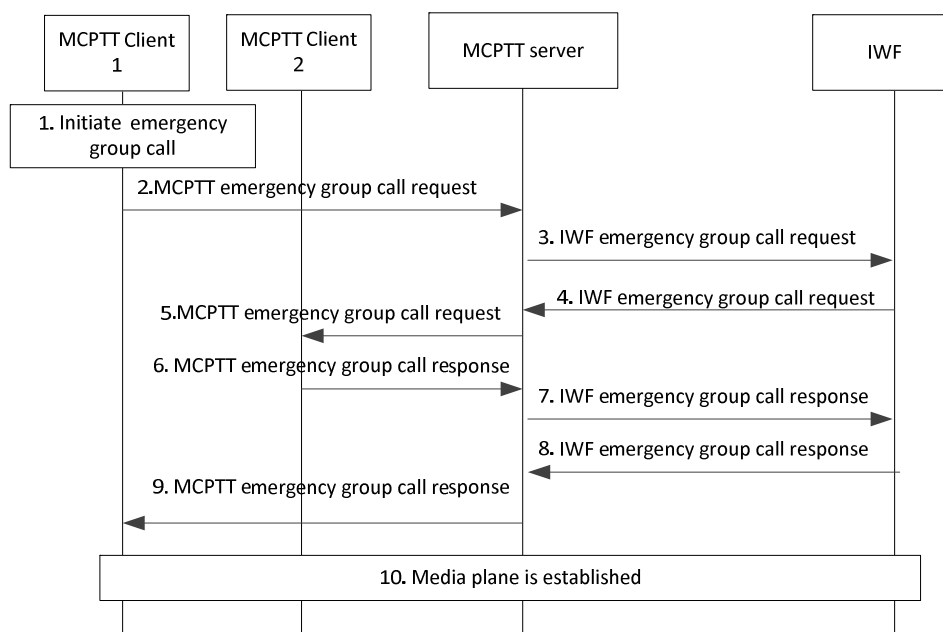 MCPTT Client
1
MCPTT Client
2
MCPTT server
IWF
1. Initiate emergency
group call
2.MCPTT emergency group call request
3. IWF emergency group call request
4. IWF emergency group call request
5.MCPTT emergency group call request
6. MCPTT emergency group call response
7. IWF emergency group call response
8. IWF emergency group call response
9. MCPTT emergency group call response
10. Media plane is established